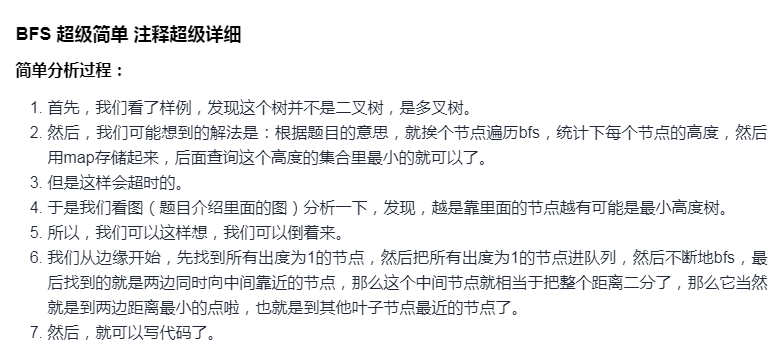 BFS 超级简单 注释超级详细
简单分析过程：
1. 首先，我们看了样例，发现这个树并不是二叉树，是多叉树。
2. 然后，我们可能想到的解法是：根据题目的意思，就挨个节点遍历bfs，统计下每个节点的高度，然后
用map存储起来，后面查询这个高度的集合里最小的就可以了。
3. 但是这样会超时的。
4. 于是我们看图（题目介绍里面的图）分析一下，发现，越是靠里面的节点越有可能是最小高度树。
5. 所以，我们可以这样想，我们可以倒着来。
6. 我们从边缘开始，先找到所有出度为1的节点，然后把所有出度为1的节点进队列，然后不断地bfs，最
后找到的就是两边同时向中间靠近的节点，那么这个中间节点就相当于把整个距离二分了，那么它当然
就是到两边距离最小的点啦，也就是到其他叶子节点最近的节点了。
7. 然后，就可以写代码了。